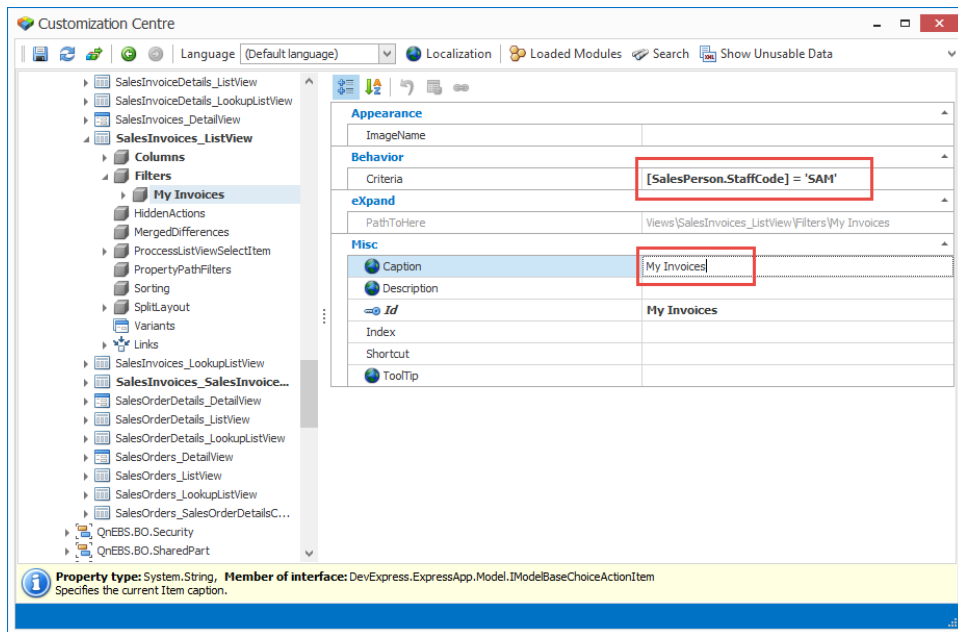 Customization Centre
Language (Default language) Localization Loaded Modules Search Show Unusable Data
SalesInvoiceDetails_ListView
SalesInvoiceDetails_LookupListView
SalesInvoices_DetailView
SalesInvoices_ListView
Columns
Filters
My Invoices
HiddenActions
MergedDifferences
ProccessListViewSelectItem
PropertyPathFilters
Sorting
SplitLayout
Variants
Links
SalesInvoices_LookupListView
SalesInvoices_SalesInvoice...
SalesOrderDetails_DetailView
SalesOrderDetails_ListView
SalesOrderDetails_LookupListView
SalesOrders_DetailView
SalesOrders_ListView
SalesOrders_LookupListView
SalesOrders_SalesOrderDetailsC...
QnEBS.BO.Security
QnEBS.BO.SharedPart
Appearance
ImageName
Behavior
Criteria [SalesPerson.StaffCode] = 'SAM'
eXpand
PathToHere Views\SalesInvoices_ListView\Filters\My Invoices
Misc
Caption My Invoices
Description
Id My Invoices
Index
Shortcut
ToolTip
Property type: System.String, Member of interface: DevExpress.ExpressApp.Model.IModelBaseChoiceActionItem
Specifies the current Item caption.